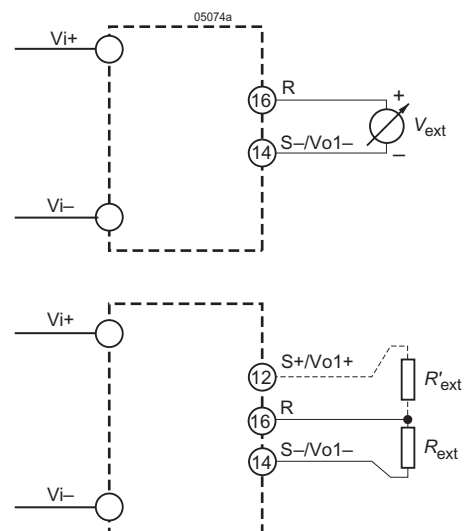 05074a
Vi+
16 R
+
Vext
14 S–/Vo1–
–
Vi–
Vi+
12 S+/Vo1+
R'ext
16 R
14 S–/Vo1–
Rext
Vi–